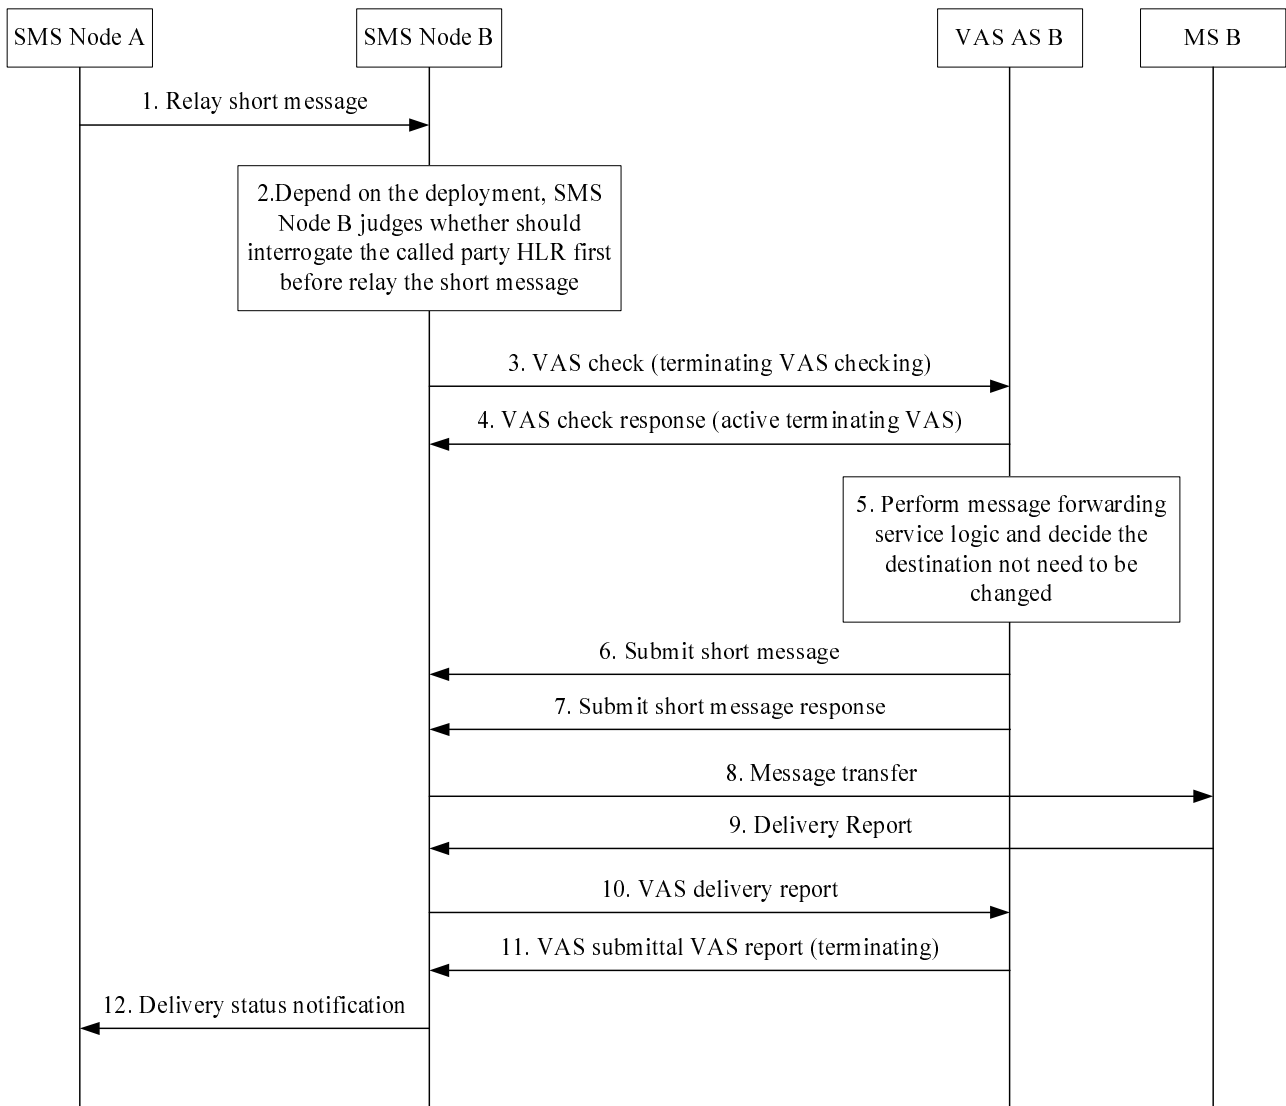 SMS Node A
SMS Node B
VAS AS B
MS B
1. Relay short message
2.Depend on the deployment, SMS
Node B judges whether should
interrogate the called party HLR first
before relay the short message
3. VAS check (terminating VAS checking)
4. VAS check response (active terminating VAS)
5. Perform message forwarding
service logic and decide the
destination not need to be
changed
6. Submit short message
7. Submit short message response
8. Message transfer
9. Delivery Report
10. VAS delivery report
11. VAS submittal VAS report (terminating)
12. Delivery status notification